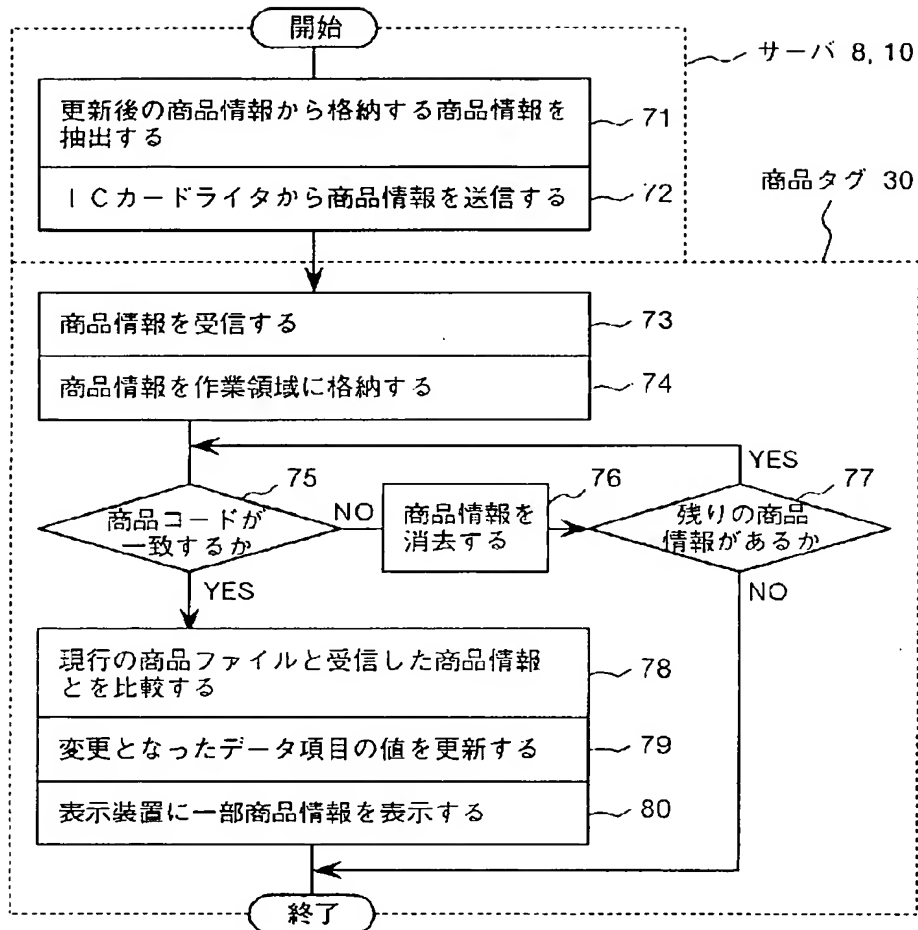 開始
サーバ 8, 10
更新後の商品情報から格納する商品情報を
抽出する
71
ICカードライタから商品情報を送信する
72
商品タグ 30
商品情報を受信する
73
商品情報を作業領域に格納する
74
YES
75
76
77
商品コードが
一致するか
NO
商品情報を
消去する
残りの商品
情報があるか
YES
NO
現行の商品ファイルと受信した商品情報
とを比較する
78
変更となったデータ項目の値を更新する
79
表示装置に一部商品情報を表示する
80
終了